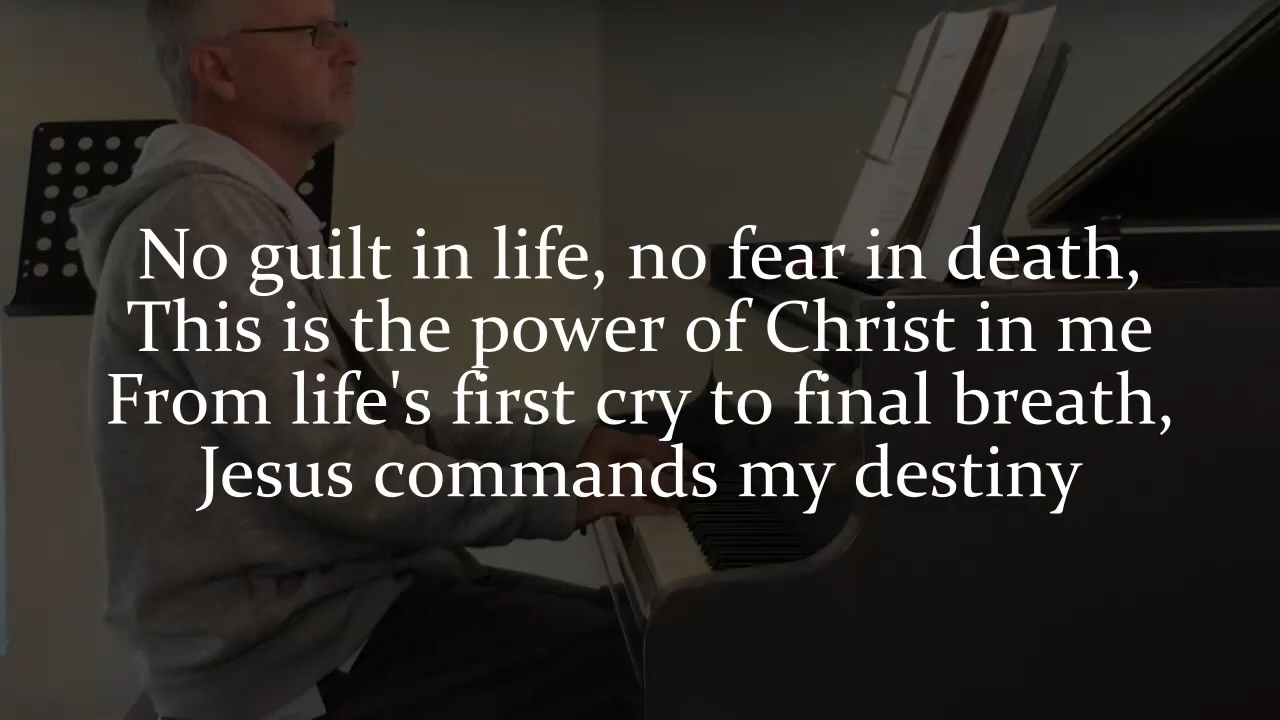 No guilt in life, no fear in death,
This is the power of Christ in me
From life's first cry to final breath,
Jesus commands my destiny